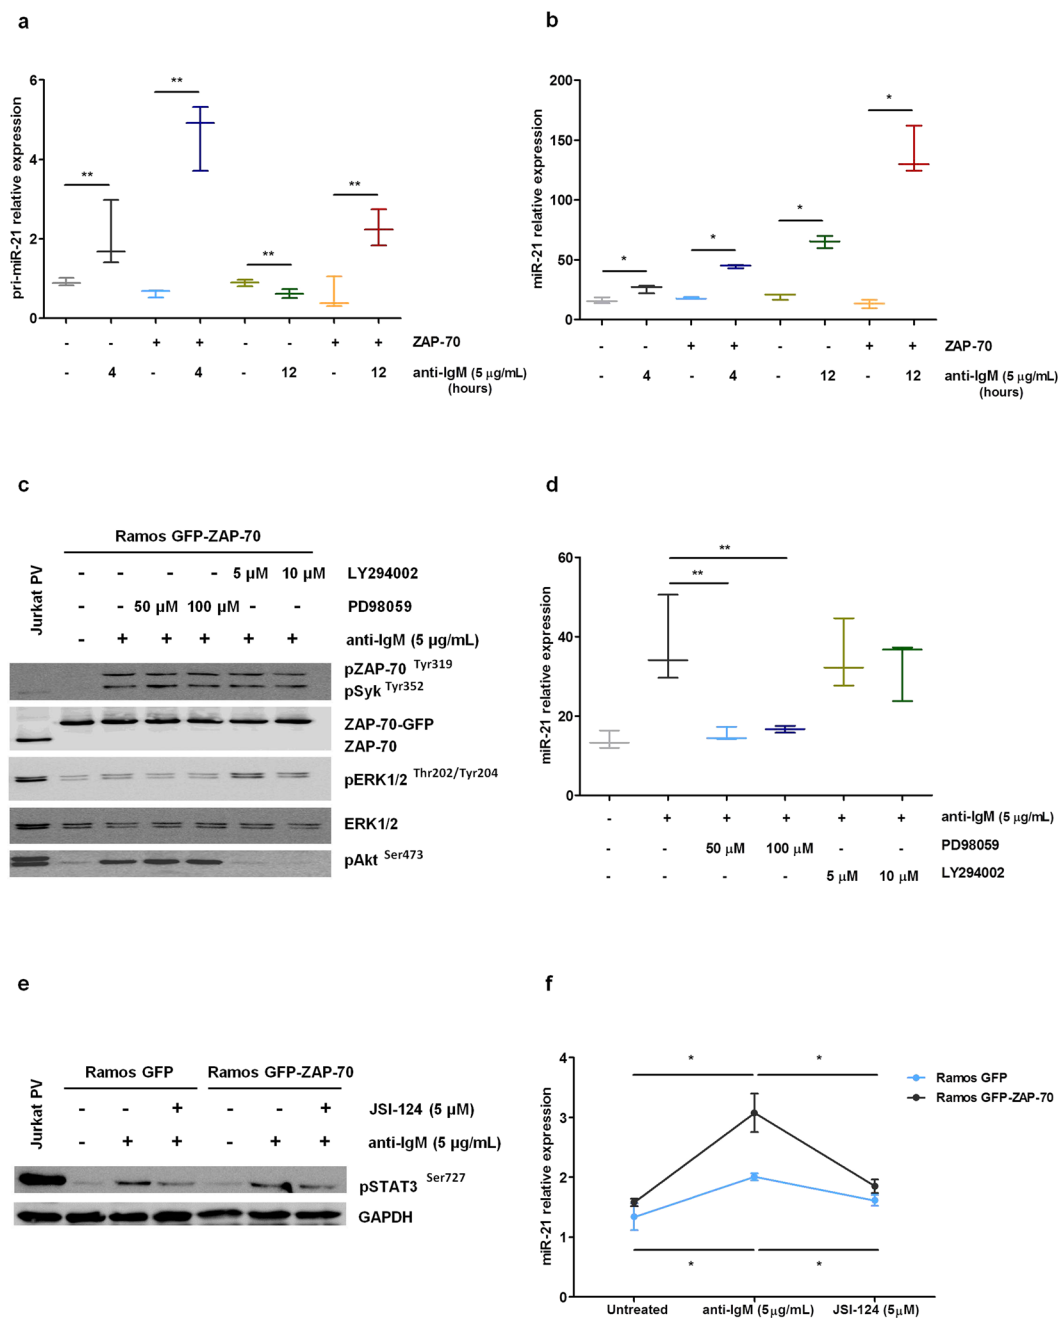 a
pri-miR-21 relative expression
6
4
2
0
** ** ** **
- - + + - - + + ZAP-70
- 4 - 4 - 12 - 12 anti-IgM (5 µg/mL)
(hours)
b
miR-21 relative expression
200
150
100
50
0
* * * *
- - + + - - + + ZAP-70
- 4 - 4 - 12 - 12 anti-IgM (5 µg/mL)
(hours)
c
Jurkat PV
Ramos GFP-ZAP-70
- - - - 5 µM 10 µM LY294002
- - 50 µM 100 µM - - PD98059
- + + + + + anti-IgM (5 µg/mL)
pZAP-70 Tyr319
pSyk Tyr352
ZAP-70-GFP
ZAP-70
pERK1/2 Thr202/Tyr204
ERK1/2
pAkt Ser473
d
miR-21 relative expression
60
40
20
0
**
**
- + + + + + anti-IgM (5 µg/mL)
- - 50 µM 100 µM - - PD98059
- - - - 5 µM 10 µM LY294002
e
Jurkat PV
Ramos GFP Ramos GFP-ZAP-70
- - + - - + JSI-124 (5 µM)
- + + - + + anti-IgM (5 µg/mL)
pSTAT3 Ser727
GAPDH
f
miR-21 relative expression
4
3
2
1
0
* *
* *
Ramos GFP
Ramos GFP-ZAP-70
Untreated anti-IgM (5µg/mL) JSI-124 (5µM)